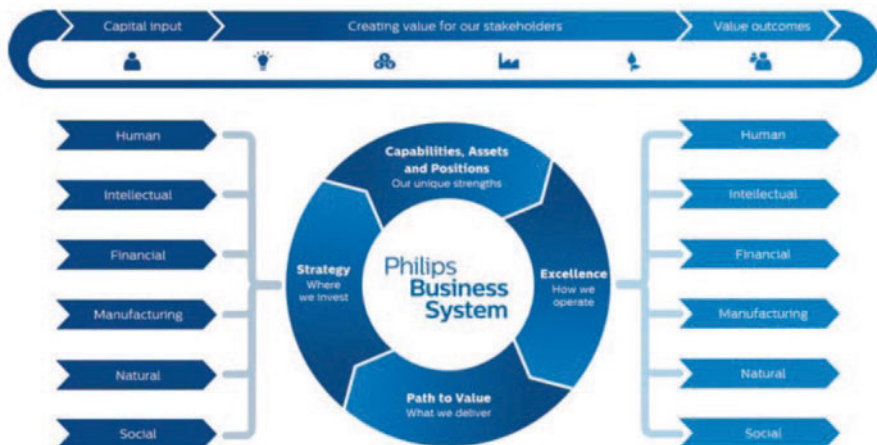 Capital input
Creating value for our stakeholders
Value outcomes
Human
Intellectual
Financial
Manufacturing
Natural
Social
Capabilities, Assets
and Positions
Our unique strengths
Strategy
Where
we invest
Philips
Business
System
Excellence
How we
operate
Path to Value
What we deliver
Human
Intellectual
Financial
Manufacturing
Natural
Social